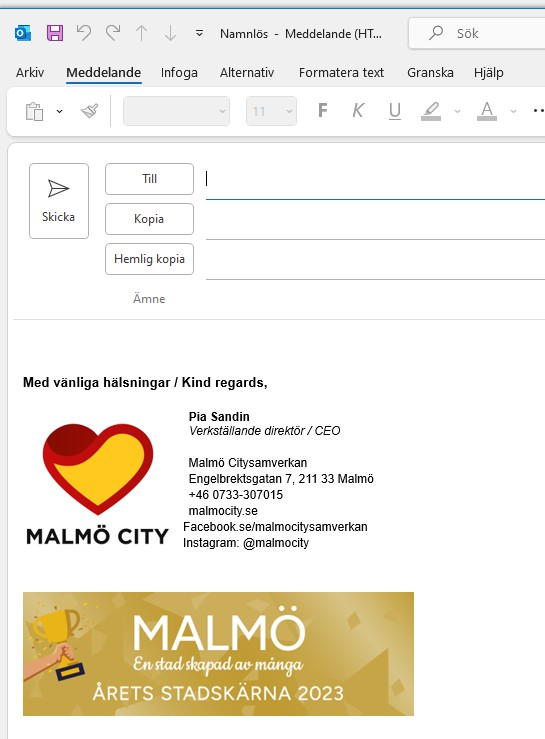 Namnlös - Meddelande (HT...
Sök
Arkiv Meddelande Infoga Alternativ Formatera text Granska Hjälp
11 F K U A
Skicka
Till
Kopia
Hemlig kopia
Ämne
Med vänliga hälsningar / Kind regards,
Pia Sandin
Verkställande direktör / CEO
Malmö Citysamverkan
Engelbrektsgatan 7, 211 33 Malmö
+46 0733-307015
malmocity.se
Facebook.se/malmocitysamverkan
Instagram: @malmocity
MALMÖ CITY
MALMÖ
En stad skapad av många
ÅRETS STADSKÄRNA 2023